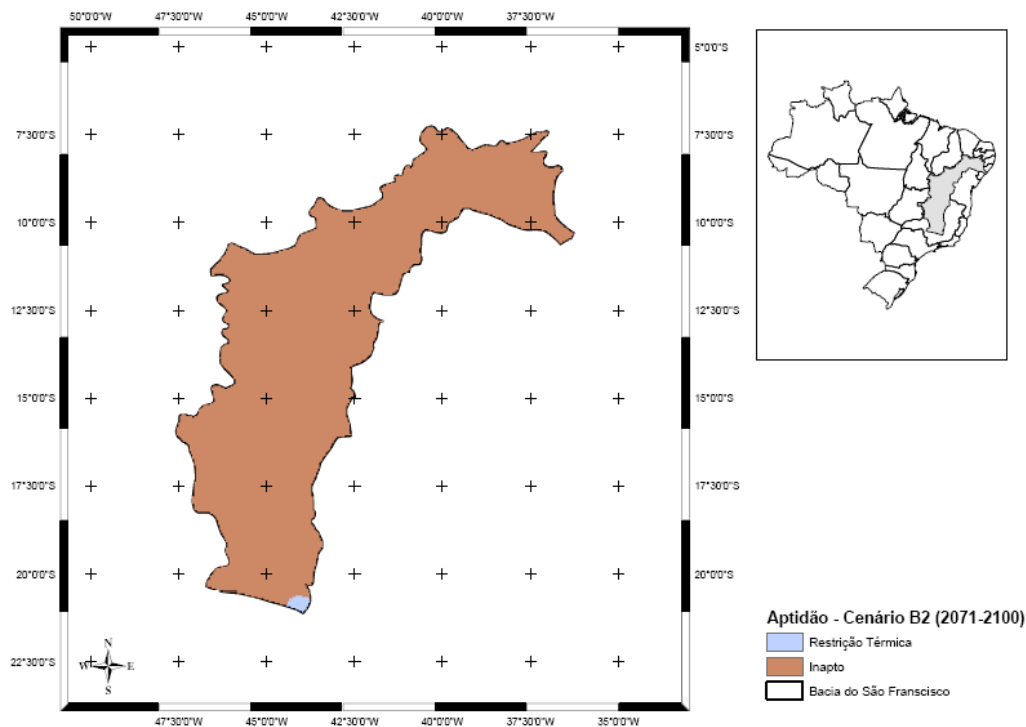 50°0'0"W 47°30'0"W 45°0'0"W 42°30'0"W 40°0'0"W 37°30'0"W
5°0'0"S
7°30'0"S 7°30'0"S
10°0'0"S 10°0'0"S
12°30'0"S 12°30'0"S
15°0'0"S 15°0'0"S
17°30'0"S 17°30'0"S
20°0'0"S 20°0'0"S
22°30'0"S 22°30'0"S
N
W E
S
47°30'0"W 45°0'0"W 42°30'0"W 40°0'0"W 37°30'0"W 35°0'0"W
Aptidão - Cenário B2 (2071-2100)
Restrição Térmica
Inapto
Bacia do São Franscisco